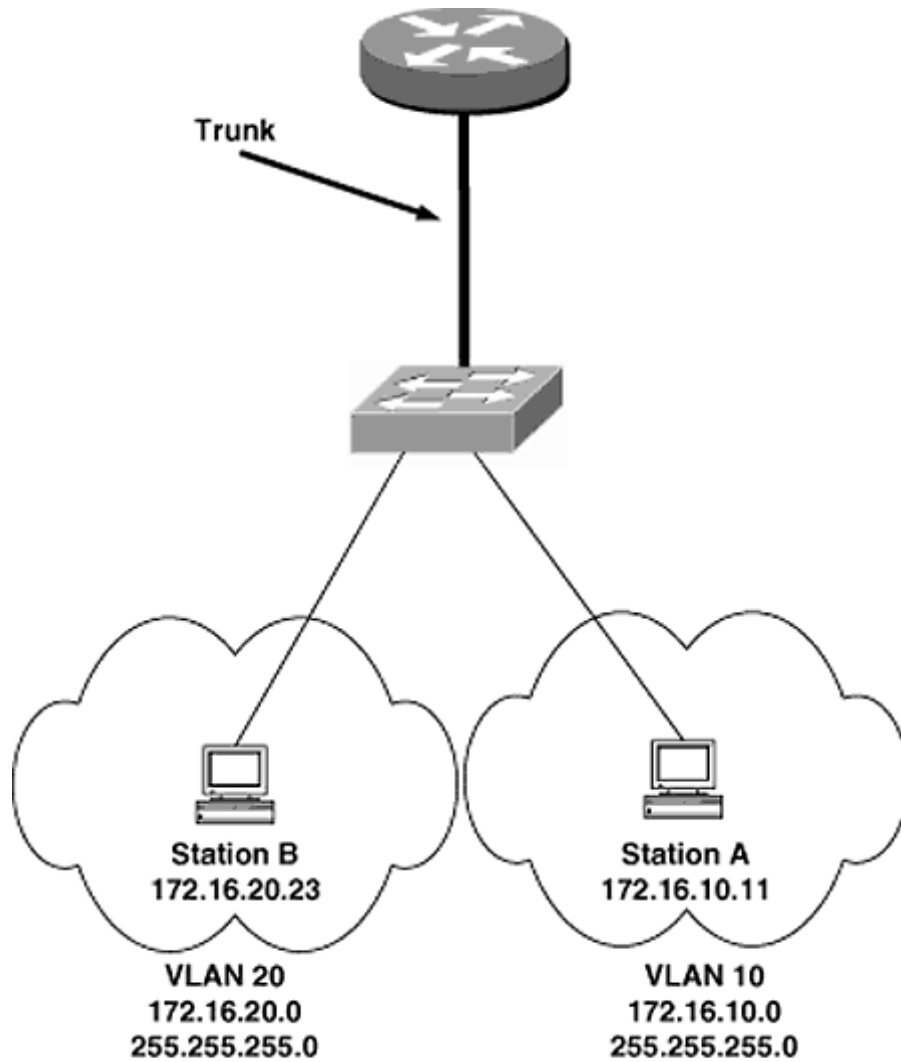 Trunk
Station B
172.16.20.23
VLAN 20
172.16.20.0
255.255.255.0
Station A
172.16.10.11
VLAN 10
172.16.10.0
255.255.255.0